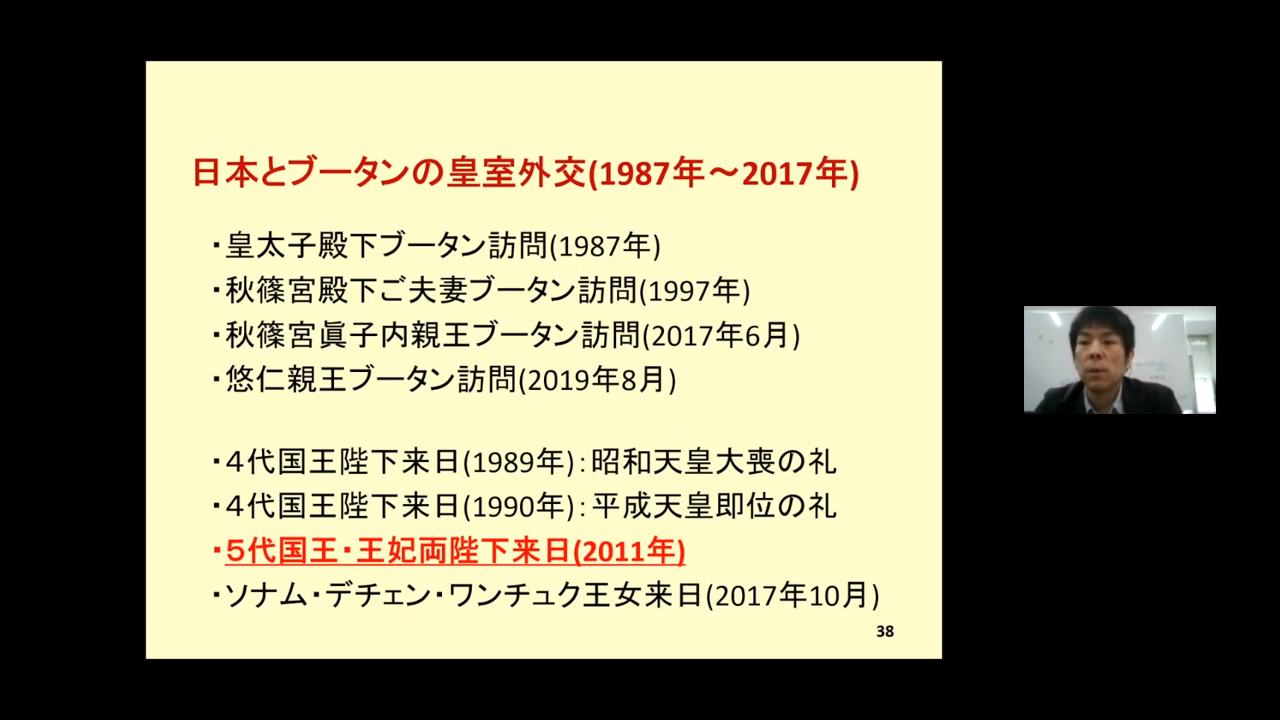 日本とブータンの皇室外交(1987年～2017年)
・皇太子殿下ブータン訪問(1987年)
・秋篠宮殿下ご夫妻ブータン訪問(1997年)
・秋篠宮眞子内親王ブータン訪問(2017年6月)
・悠仁親王ブータン訪問(2019年8月)
・４代国王陛下来日(1989年)：昭和天皇大喪の礼
・４代国王陛下来日(1990年)：平成天皇即位の礼
・５代国王・王妃両陛下来日(2011年)
・ソナム・デチェン・ワンチュク王女来日(2017年10月)
38